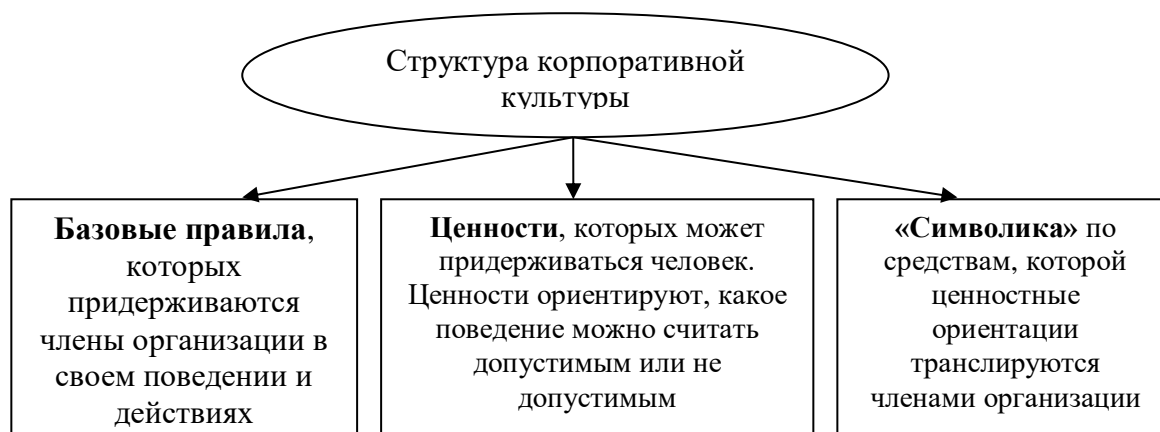 Структура корпоративной
культуры
Базовые правила,
которых
придерживаются
члены организации в
своем поведении и
действиях
Ценности, которых может
придерживаться человек.
Ценности ориентируют, какое
поведение можно считать
допустимым или не
допустимым
«Символика» по
средствам, которой
ценностные
ориентации
транслируются
членами организации